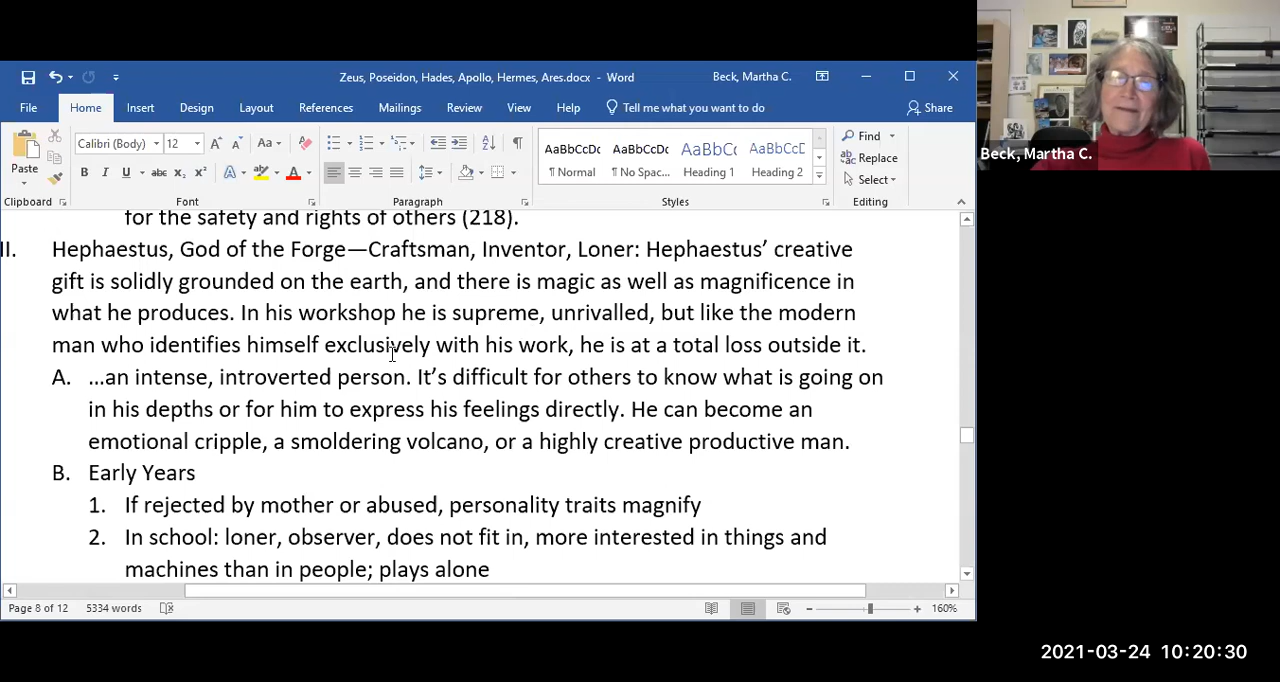 Zeus, Poseidon, Hades, Apollo, Hermes, Ares.docx - Word
Beck, Martha C.
File
Home
Insert
Design
Layout
References
Mailings
Review
View
Help
Tell me what you want to do
Share
Paste
Clipboard
Calibri (Body)
12
Aa
B I U abc x₂ x²
Font
Paragraph
AaBbCcDc
¶ Normal
AaBbCcDc
¶ No Spac...
AaBbC(
Heading 1
AaBbCcE
Heading 2
Styles
Find
Replace
Select
Editing
Beck, Martha C.
for the safety and rights of others (218).
II. Hephaestus, God of the Forge—Craftsman, Inventor, Loner: Hephaestus’ creative
gift is solidly grounded on the earth, and there is magic as well as magnificence in
what he produces. In his workshop he is supreme, unrivalled, but like the modern
man who identifies himself exclusively with his work, he is at a total loss outside it.
A. …an intense, introverted person. It’s difficult for others to know what is going on
in his depths or for him to express his feelings directly. He can become an
emotional cripple, a smoldering volcano, or a highly creative productive man.
B. Early Years
1. If rejected by mother or abused, personality traits magnify
2. In school: loner, observer, does not fit in, more interested in things and
machines than in people; plays alone
Page 8 of 12
5334 words
160%
2021-03-24 10:20:30